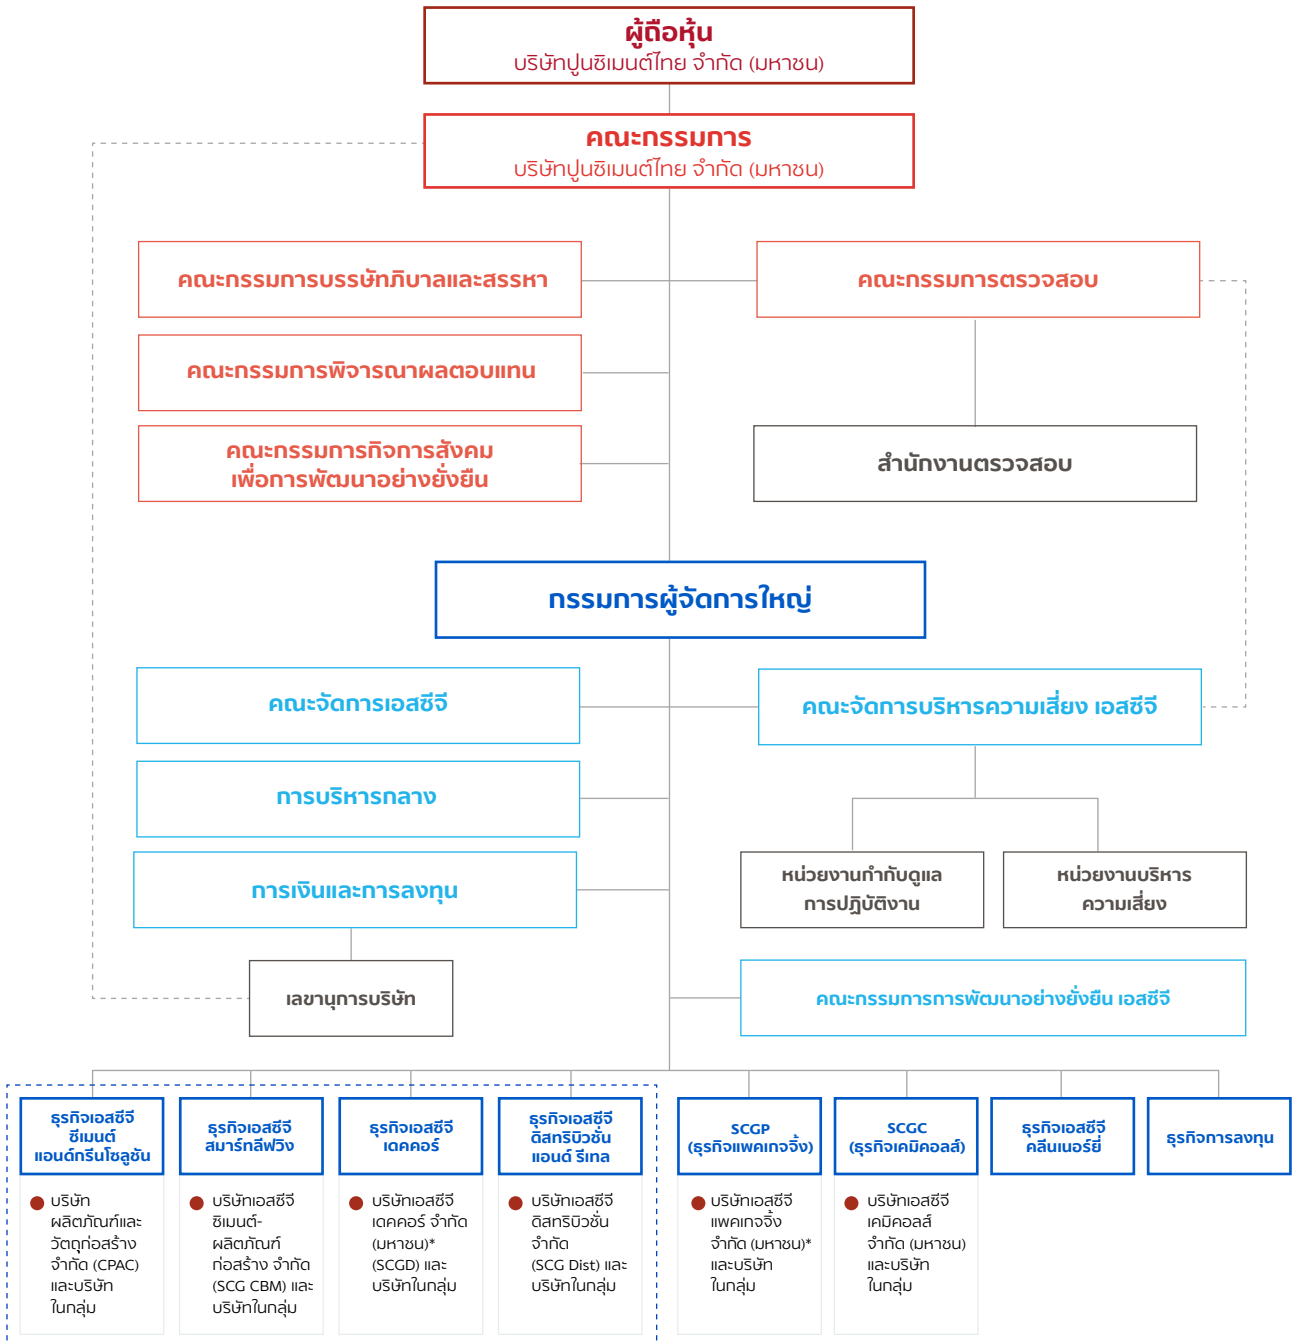 ผู้ถือหุ้น
บริษัทปูนซิเมนต์ไทย จำกัด (มหาชน)
คณะกรรมการ
บริษัทปูนซิเมนต์ไทย จำกัด (มหาชน)
คณะกรรมการบรรษัทภิบาลและสรรหา
คณะกรรมการตรวจสอบ
คณะกรรมการพิจารณาผลตอบแทน
คณะกรรมการกิจการสังคม
เพื่อการพัฒนาอย่างยั่งยืน
สำนักงานตรวจสอบ
กรรมการผู้จัดการใหญ่
คณะจัดการเอสซีจี
คณะจัดการบริหารความเสี่ยง เอสซีจี
การบริหารกลาง
การเงินและการลงทุน
หน่วยงานกำกับดูแล
การปฏิบัติงาน
หน่วยงานบริหาร
ความเสี่ยง
เลขานุการบริษัท
คณะกรรมการการพัฒนาอย่างยั่งยืน เอสซีจี
ธุรกิจเอสซีจี
ซีเมนต์
แอนด์กรีนโซลูชัน
ธุรกิจเอสซีจี
สมาร์ทลีฟวิง
ธุรกิจเอสซีจี
เดคคอร์
ธุรกิจเอสซีจี
ดิสทริบิวชั่น
แอนด์ รีเทล
SCGP
(ธุรกิจแพคเกจจิ้ง)
SCGC
(ธุรกิจเคมิคอลส์)
ธุรกิจเอสซีจี
คลีนเนอร์ยี่
ธุรกิจการลงทุน
บริษัท
ผลิตภัณฑ์และ
วัตถุก่อสร้าง
จำกัด (CPAC)
และบริษัท
ในกลุ่ม
บริษัทเอสซีจี
ซิเมนต์-
ผลิตภัณฑ์
ก่อสร้าง จำกัด
(SCG CBM) และ
บริษัทในกลุ่ม
บริษัทเอสซีจี
เดคคอร์ จำกัด
(มหาชน)*
(SCGD) และ
บริษัทในกลุ่ม
บริษัทเอสซีจี
ดิสทริบิวชั่น
จำกัด
(SCG Dist) และ
บริษัทในกลุ่ม
บริษัทเอสซีจี
แพคเกจจิ้ง
จำกัด (มหาชน)*
และบริษัท
ในกลุ่ม
บริษัทเอสซีจี
เคมิคอลส์
จำกัด (มหาชน)
และบริษัท
ในกลุ่ม